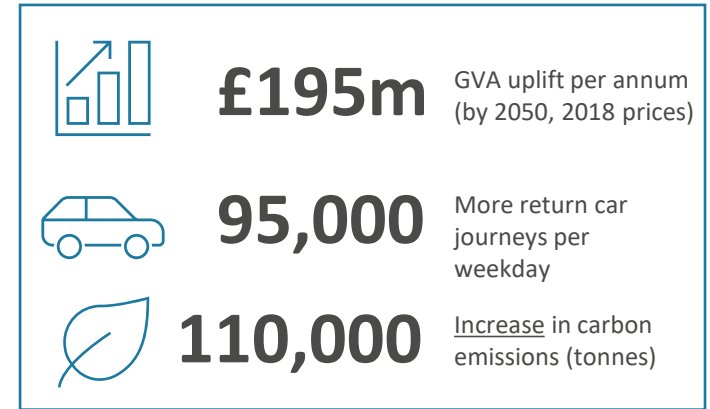 £195m
GVA uplift per annum
(by 2050, 2018 prices)
95,000
More return car
journeys per
weekday
110,000
Increase in carbon
emissions (tonnes)